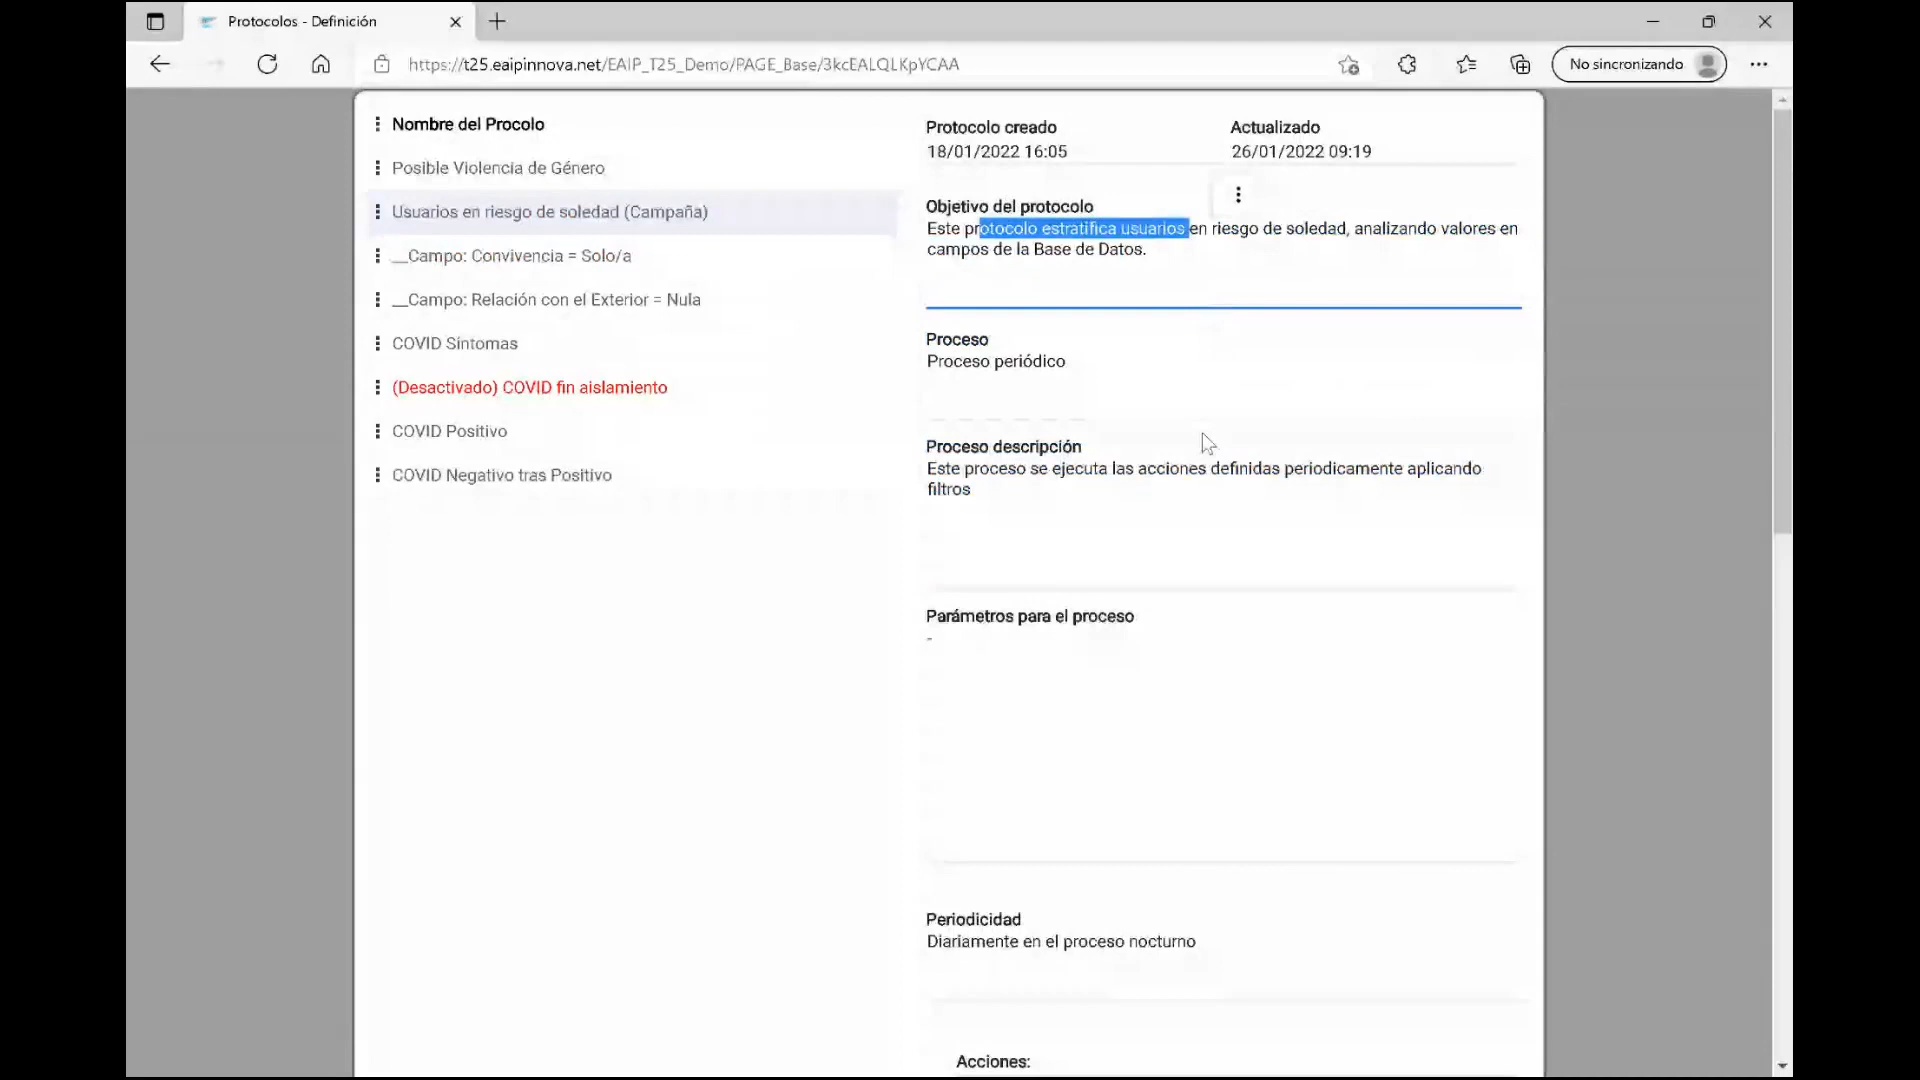 Protocolos - Definición
https://t25.eaipinnova.net/EAIP_T25_Demo/PAGE_Base/3kcEALQLKpYCAA
No sincronizando
Nombre del Procolo
Posible Violencia de Género
Usuarios en riesgo de soledad (Campaña)
__Campo: Convivencia = Solo/a
__Campo: Relación con el Exterior = Nula
COVID Síntomas
(Desactivado) COVID fin aislamiento
COVID Positivo
COVID Negativo tras Positivo
Protocolo creado
18/01/2022 16:05
Actualizado
26/01/2022 09:19
Objetivo del protocolo
Este protocolo estratifica usuarios en riesgo de soledad, analizando valores en
campos de la Base de Datos.
Proceso
Proceso periódico
Proceso descripción
Este proceso se ejecuta las acciones definidas periodicamente aplicando
filtros
Parámetros para el proceso
-
Periodicidad
Diariamente en el proceso nocturno
Acciones: